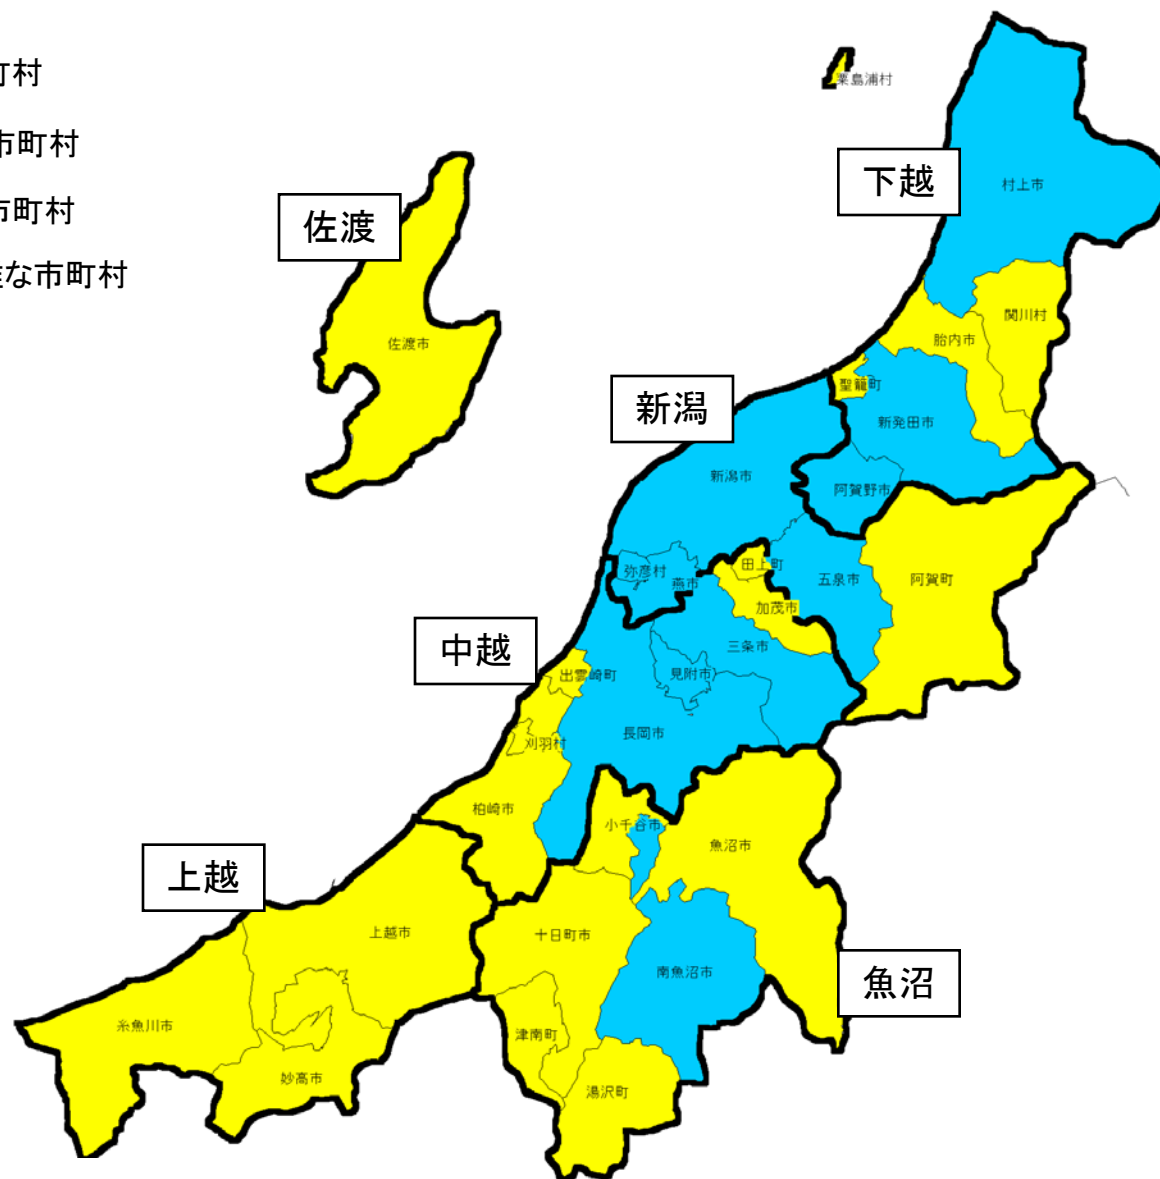 町村
市町村
市町村
な市町村
粟島浦村
下越
村上市
佐渡
佐渡市
関川村
胎内市
聖籠町
新潟
新発田市
新潟市
阿賀野市
弥彦村
燕市
田上町
五泉市
阿賀町
加茂市
中越
三条市
出雲崎町
見附市
長岡市
刈羽村
柏崎市
小千谷市
魚沼市
上越
上越市
十日町市
南魚沼市
魚沼
糸魚川市
津南町
妙高市
湯沢町